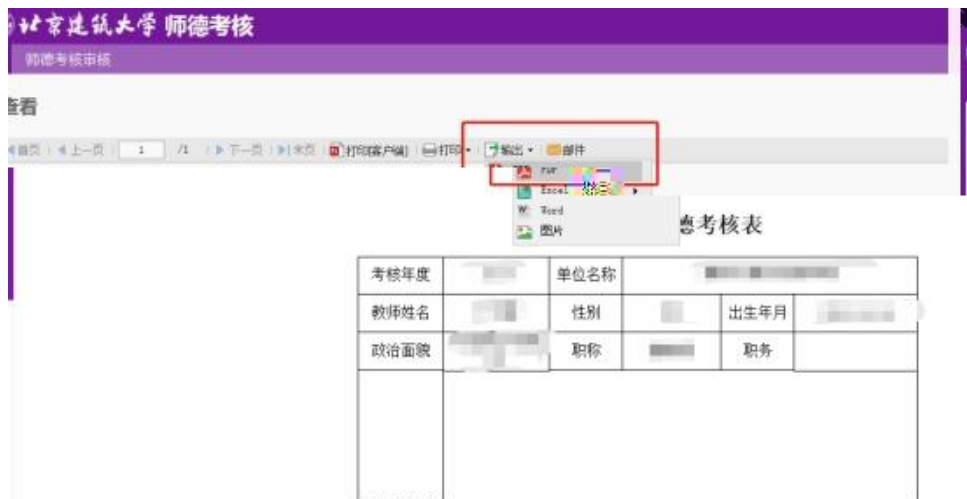 北京建筑大学 师德考核
师德考核审核
查看
首页 上一页 1 /1 下一页 末页 打印[客户端] 打印 输出 邮件
PDF
Excel
Word
图片
德考核表
考核年度 单位名称
教师姓名 性别 出生年月
政治面貌 职称 职务